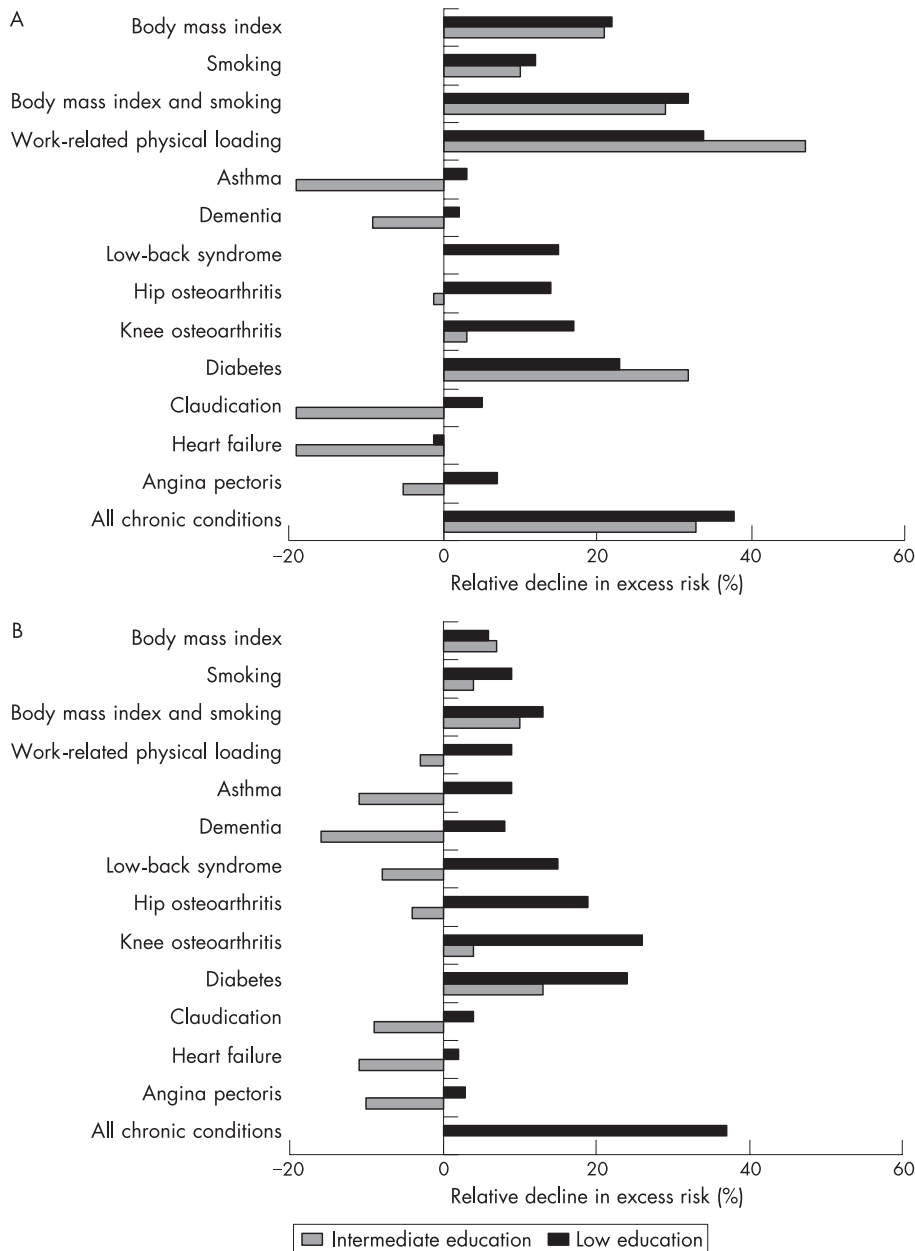 A
Body mass index
Smoking
Body mass index and smoking
Work-related physical loading
Asthma
Dementia
Low-back syndrome
Hip osteoarthritis
Knee osteoarthritis
Diabetes
Claudication
Heart failure
Angina pectoris
All chronic conditions
−20 0 20 40 60
Relative decline in excess risk (%)
B
Body mass index
Smoking
Body mass index and smoking
Work-related physical loading
Asthma
Dementia
Low-back syndrome
Hip osteoarthritis
Knee osteoarthritis
Diabetes
Claudication
Heart failure
Angina pectoris
All chronic conditions
−20 0 20 40 60
Relative decline in excess risk (%)
Intermediate education Low education